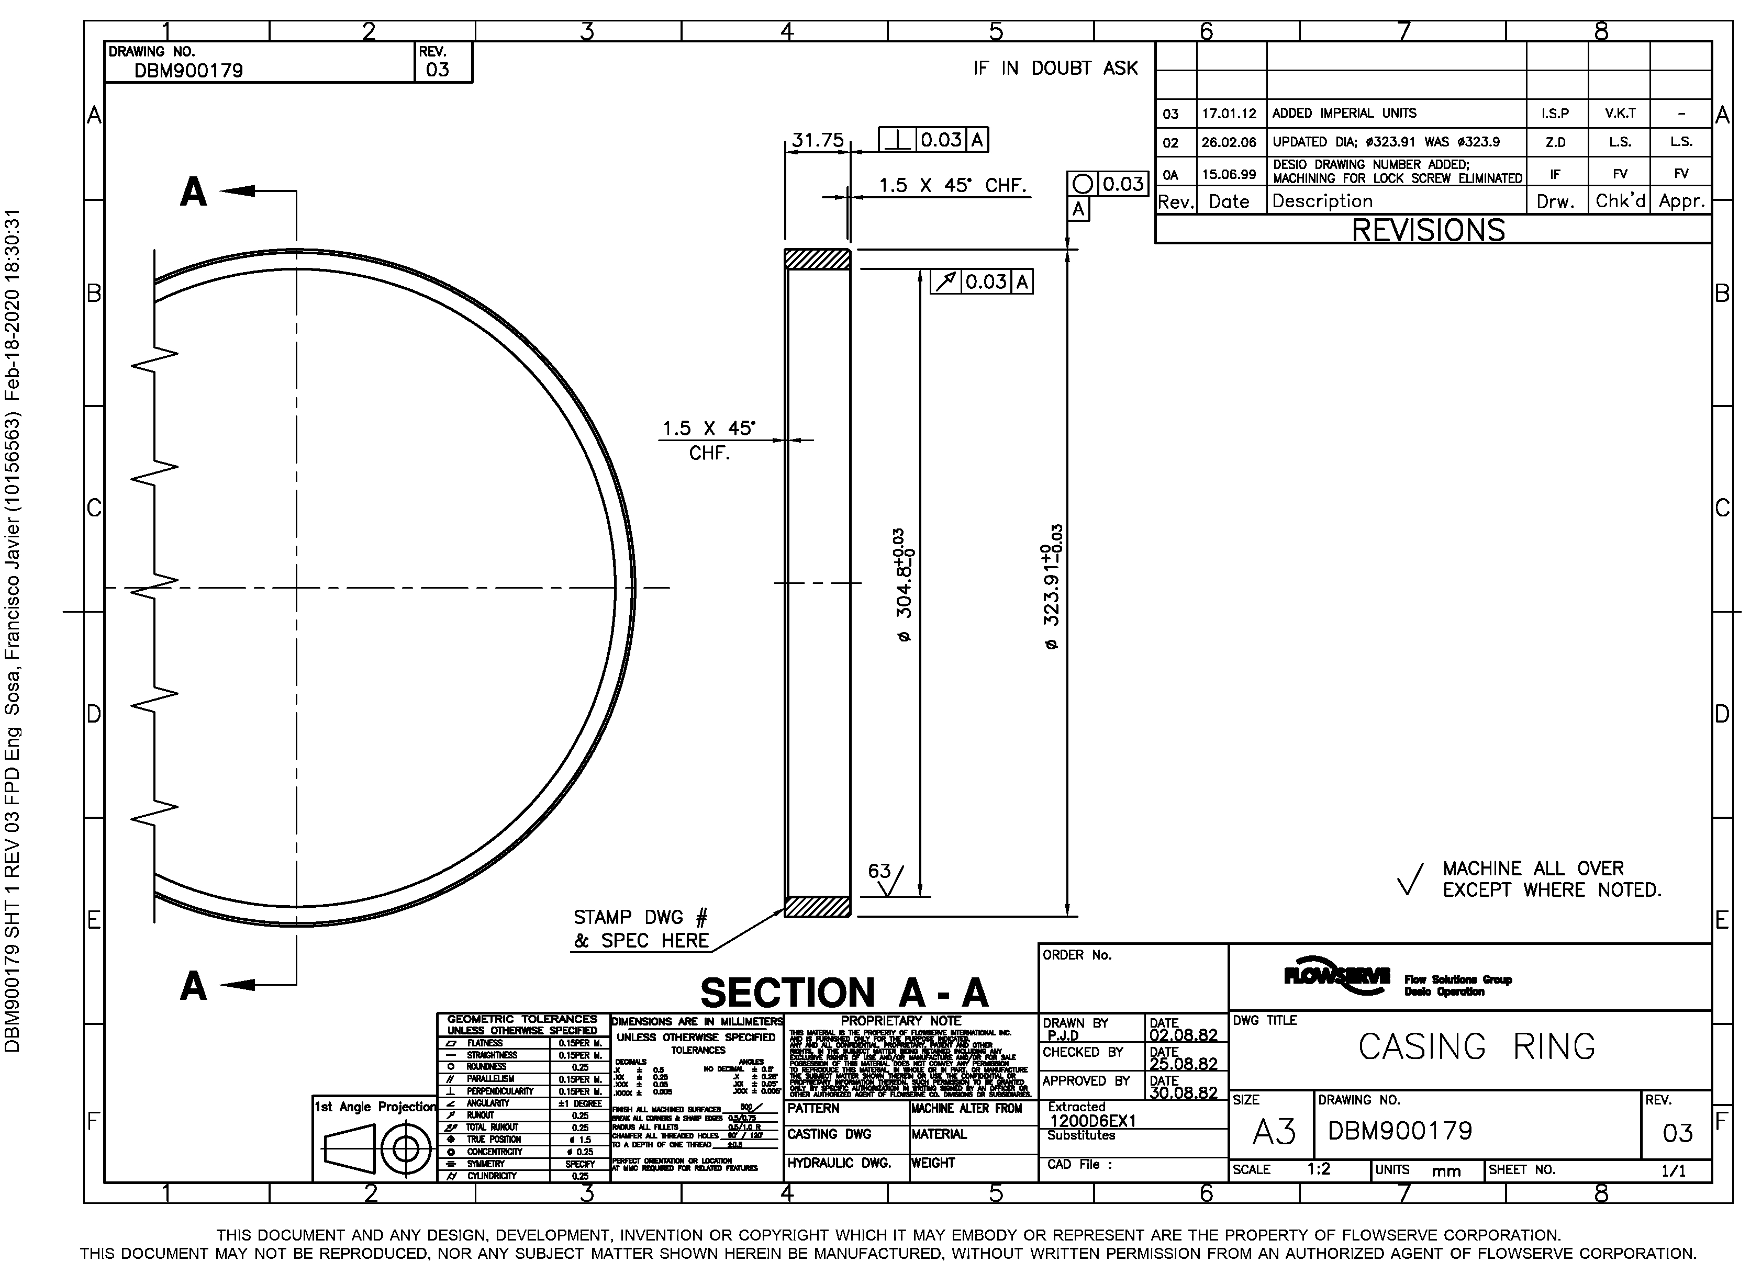 1 2 3 4 5 6 7 8
DRAWING NO.
DBM900179
REV.
03
IF IN DOUBT ASK
03 17.01.12 ADDED IMPERIAL UNITS I.S.P V.K.T -
02 26.02.06 UPDATED DIA; ø323.91 WAS ø323.9 Z.D L.S. L.S.
0A 15.06.99 DESIO DRAWING NUMBER ADDED;
MACHINING FOR LOCK SCREW ELIMINATED IF FV FV
Rev. Date Description Drw. Chk'd Appr.
REVISIONS
A
B
C
D
E
F
A
B
C
D
E
F
DBM900179 SHT 1 REV 03 FPD Eng Sosa, Francisco Javier (10156563) Feb-18-2020 18:30:31
A
A
31.75
⊥ 0.03 A
1.5 X 45° CHF.
○ 0.03
A
↗ 0.03 A
1.5 X 45°
CHF.
ø 304.8 +0.03 -0
ø 323.91 +0 -0.03
63
STAMP DWG #
& SPEC HERE
MACHINE ALL OVER
EXCEPT WHERE NOTED.
SECTION A - A
1st Angle Projection
GEOMETRIC TOLERANCES
UNLESS OTHERWISE SPECIFIED
FLATNESS 0.15PER M.
STRAIGHTNESS 0.15PER M.
ROUNDNESS 0.25
PARALLELISM 0.15PER M.
PERPENDICULARITY 0.15PER M.
ANGULARITY ±1 DEGREE
RUNOUT 0.25
TOTAL RUNOUT 0.25
TRUE POSITION ø 1.5
CONCENTRICITY ø 0.25
SYMMETRY SPECIFY
CYLINDRICITY 0.25
DIMENSIONS ARE IN MILLIMETERS
UNLESS OTHERWISE SPECIFIED
TOLERANCES
DECIMALS ANGLES
.X ± 0.5 NO DECIMAL ± 0.5°
.XX ± 0.25 .X ± 0.25°
.XXX ± 0.05 .XX ± 0.05°
.XXXX ± 0.005 .XXX ± 0.005°
FINISH ALL MACHINED SURFACES 500
BREAK ALL CORNERS & SHARP EDGES 0.5/0.75
RADIUS ALL FILLETS 0.5/1.0 R
CHAMFER ALL THREADED HOLES 90° / 120°
TO A DEPTH OF ONE THREAD ±0.5
PERFECT ORIENTATION OR LOCATION
AT MMC REQUIRED FOR RELATED FEATURES
PROPRIETARY NOTE
THIS MATERIAL IS THE PROPERTY OF FLOWSERVE INTERNATIONAL INC.
PATTERN
MACHINE ALTER FROM
CASTING DWG
MATERIAL
HYDRAULIC DWG.
WEIGHT
ORDER No.
DRAWN BY
P.J.D
DATE
02.08.82
CHECKED BY
DATE
25.08.82
APPROVED BY
DATE
30.08.82
Extracted
1200D6EX1
Substitutes
CAD File :
FLOWSERVE
Flow Solutions Group
Desio Operation
DWG TITLE
CASING RING
SIZE
A3
DRAWING NO.
DBM900179
REV.
03
SCALE 1:2
UNITS mm
SHEET NO. 1/1
1 2 3 4 5 6 7 8
THIS DOCUMENT AND ANY DESIGN, DEVELOPMENT, INVENTION OR COPYRIGHT WHICH IT MAY EMBODY OR REPRESENT ARE THE PROPERTY OF FLOWSERVE CORPORATION.
THIS DOCUMENT MAY NOT BE REPRODUCED, NOR ANY SUBJECT MATTER SHOWN HEREIN BE MANUFACTURED, WITHOUT WRITTEN PERMISSION FROM AN AUTHORIZED AGENT OF FLOWSERVE CORPORATION.